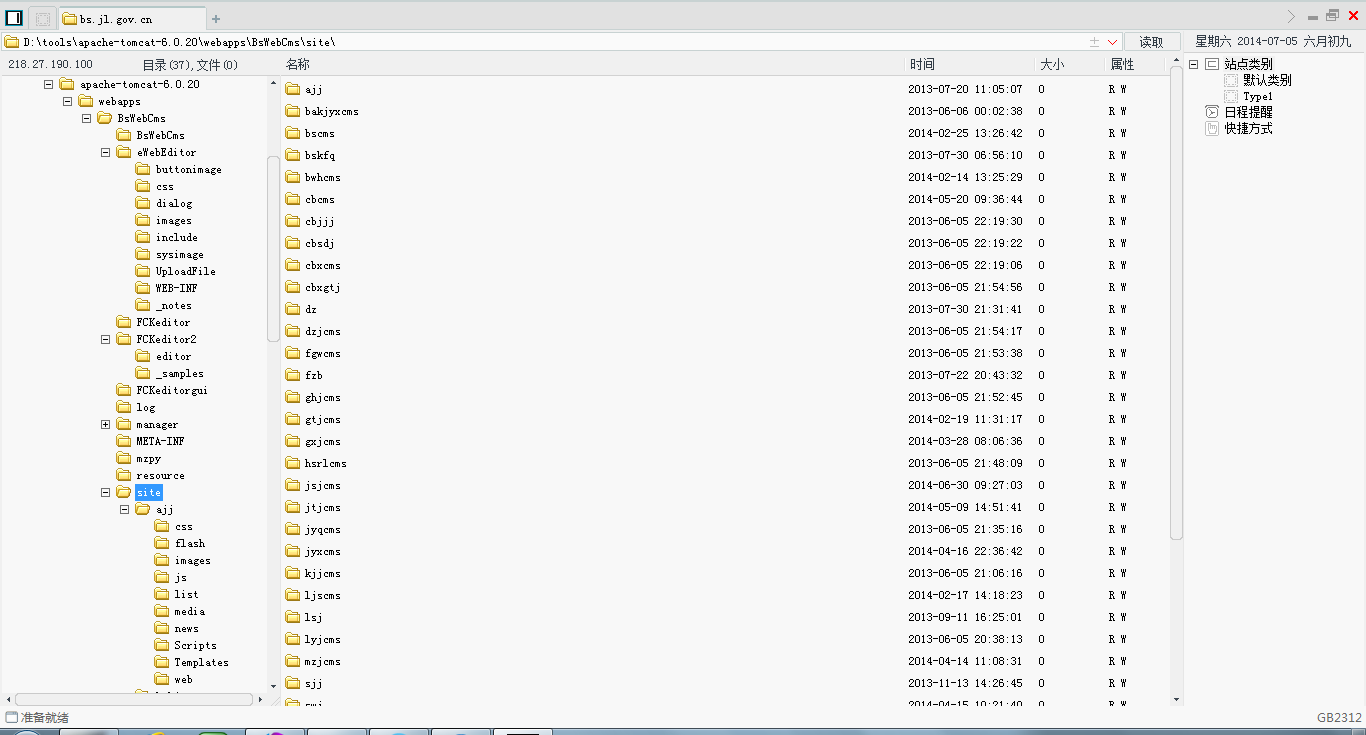 bs.jl.gov.cn
D:\tools\apache-tomcat-6.0.20\webapps\BsWebCms\site\
读取
星期六 2014-07-05 六月初九
218.27.190.100
目录(37),文件(0)
名称 时间 大小 属性
apache-tomcat-6.0.20
webapps
BsWebCms
BsWebCms
eWebEditor
buttonimage
css
dialog
images
include
sysimage
UploadFile
WEB-INF
_notes
FCKeditor
FCKeditor2
editor
_samples
FCKeditorgui
log
manager
META-INF
mzpy
resource
site
ajj
css
flash
images
js
list
media
news
Scripts
Templates
web
ajj 2013-07-20 11:05:07 0 R W
bakjyxcms 2013-06-06 00:02:38 0 R W
bscms 2014-02-25 13:26:42 0 R W
bskfq 2013-07-30 06:56:10 0 R W
bwhcms 2014-02-14 13:25:29 0 R W
cbcms 2014-05-20 09:36:44 0 R W
cbjjj 2013-06-05 22:19:30 0 R W
cbsdj 2013-06-05 22:19:22 0 R W
cbxcms 2013-06-05 22:19:06 0 R W
cbxgtj 2013-06-05 21:54:56 0 R W
dz 2013-07-30 21:31:41 0 R W
dzjcms 2013-06-05 21:54:17 0 R W
fgwcms 2013-06-05 21:53:38 0 R W
fzb 2013-07-22 20:43:32 0 R W
ghjcms 2013-06-05 21:52:45 0 R W
gtjcms 2014-02-19 11:31:17 0 R W
gxjcms 2014-03-28 08:06:36 0 R W
hsrlcms 2013-06-05 21:48:09 0 R W
jsjcms 2014-06-30 09:27:03 0 R W
jtjcms 2014-05-09 14:51:41 0 R W
jyqcms 2013-06-05 21:35:16 0 R W
jyxcms 2014-04-16 22:36:42 0 R W
kjjcms 2013-06-05 21:06:16 0 R W
ljscms 2014-02-17 14:18:23 0 R W
lsj 2013-09-11 16:25:01 0 R W
lyjcms 2013-06-05 20:38:13 0 R W
mzjcms 2014-04-14 11:08:31 0 R W
sjj 2013-11-13 14:26:45 0 R W
2014-04-15 10:21:40 0 R W
站点类别
默认类别
Type1
日程提醒
快捷方式
准备就绪
GB2312